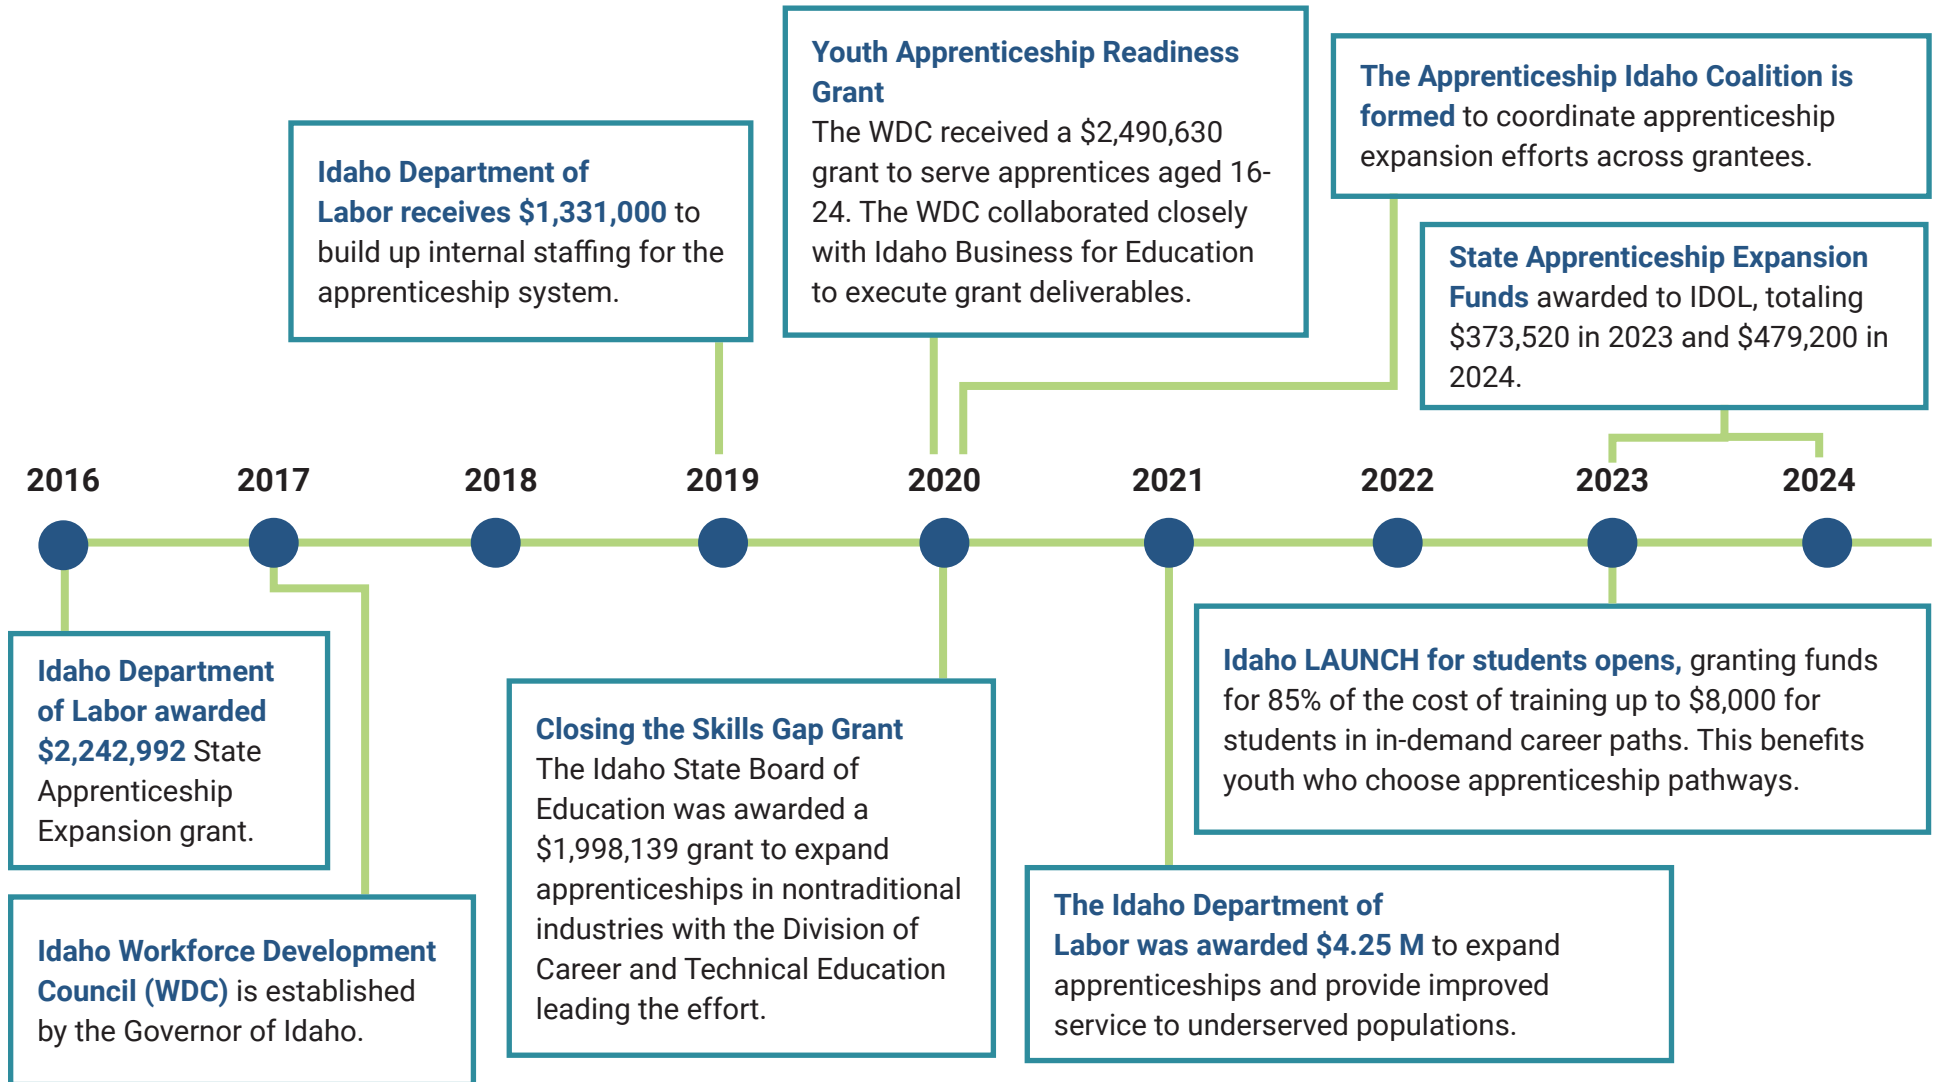 Youth Apprenticeship Readiness
Grant
The WDC received a $2,490,630
grant to serve apprentices aged 16-
24. The WDC collaborated closely
with Idaho Business for Education
to execute grant deliverables.
The Apprenticeship Idaho Coalition is
formed to coordinate apprenticeship
expansion efforts across grantees.
Idaho Department of
Labor receives $1,331,000 to
build up internal staffing for the
apprenticeship system.
State Apprenticeship Expansion
Funds awarded to IDOL, totaling
$373,520 in 2023 and $479,200 in
2024.
2016 2017 2018 2019 2020 2021 2022 2023 2024
Idaho Department
of Labor awarded
$2,242,992 State
Apprenticeship
Expansion grant.
Idaho Workforce Development
Council (WDC) is established
by the Governor of Idaho.
Closing the Skills Gap Grant
The Idaho State Board of
Education was awarded a
$1,998,139 grant to expand
apprenticeships in nontraditional
industries with the Division of
Career and Technical Education
leading the effort.
Idaho LAUNCH for students opens, granting funds
for 85% of the cost of training up to $8,000 for
students in in-demand career paths. This benefits
youth who choose apprenticeship pathways.
The Idaho Department of
Labor was awarded $4.25 M to expand
apprenticeships and provide improved
service to underserved populations.